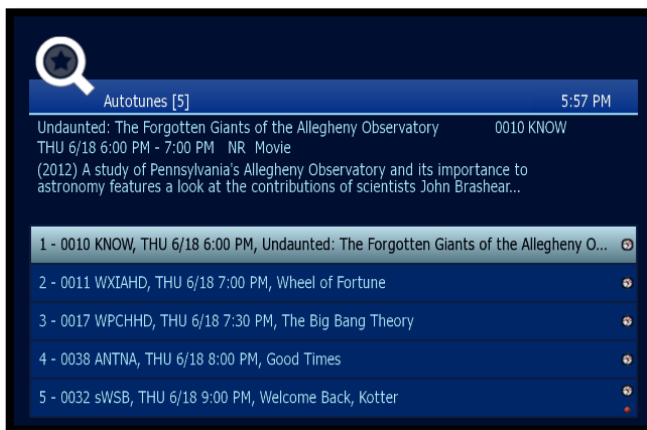 Autotunes [5] 5:57 PM
Undaunted: The Forgotten Giants of the Allegheny Observatory 0010 KNOW
THU 6/18 6:00 PM - 7:00 PM NR Movie
(2012) A study of Pennsylvania's Allegheny Observatory and its importance to
astronomy features a look at the contributions of scientists John Brashear...
1 - 0010 KNOW, THU 6/18 6:00 PM, Undaunted: The Forgotten Giants of the Allegheny O...
2 - 0011 WXIAHD, THU 6/18 7:00 PM, Wheel of Fortune
3 - 0017 WPCHHD, THU 6/18 7:30 PM, The Big Bang Theory
4 - 0038 ANTNA, THU 6/18 8:00 PM, Good Times
5 - 0032 sWSB, THU 6/18 9:00 PM, Welcome Back, Kotter